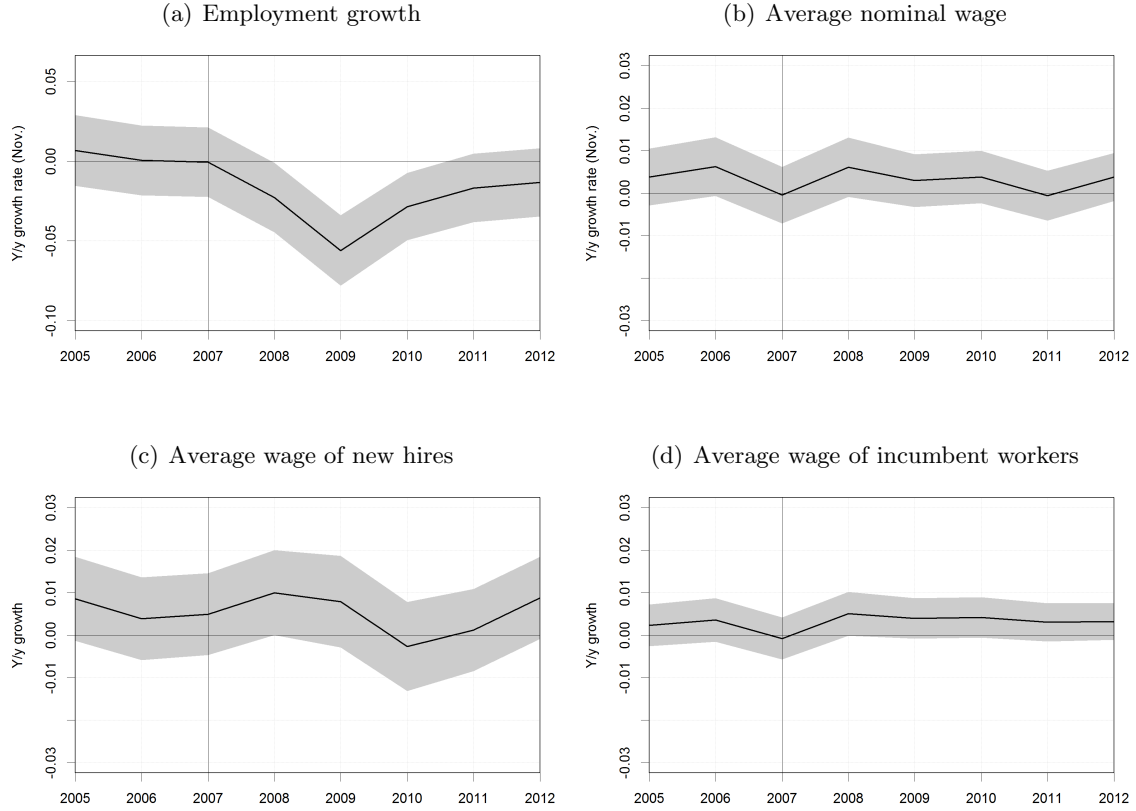 (a) Employment growth
Y/y growth rate (Nov.)
0.05
0.00
-0.05
-0.10
2005 2006 2007 2008 2009 2010 2011 2012
(b) Average nominal wage
Y/y growth rate (Nov.)
0.03
0.02
0.01
0.00
-0.01
-0.03
2005 2006 2007 2008 2009 2010 2011 2012
(c) Average wage of new hires
Y/y growth
0.03
0.02
0.01
0.00
-0.01
-0.03
2005 2006 2007 2008 2009 2010 2011 2012
(d) Average wage of incumbent workers
Y/y growth
0.03
0.02
0.01
0.00
-0.01
-0.03
2005 2006 2007 2008 2009 2010 2011 2012